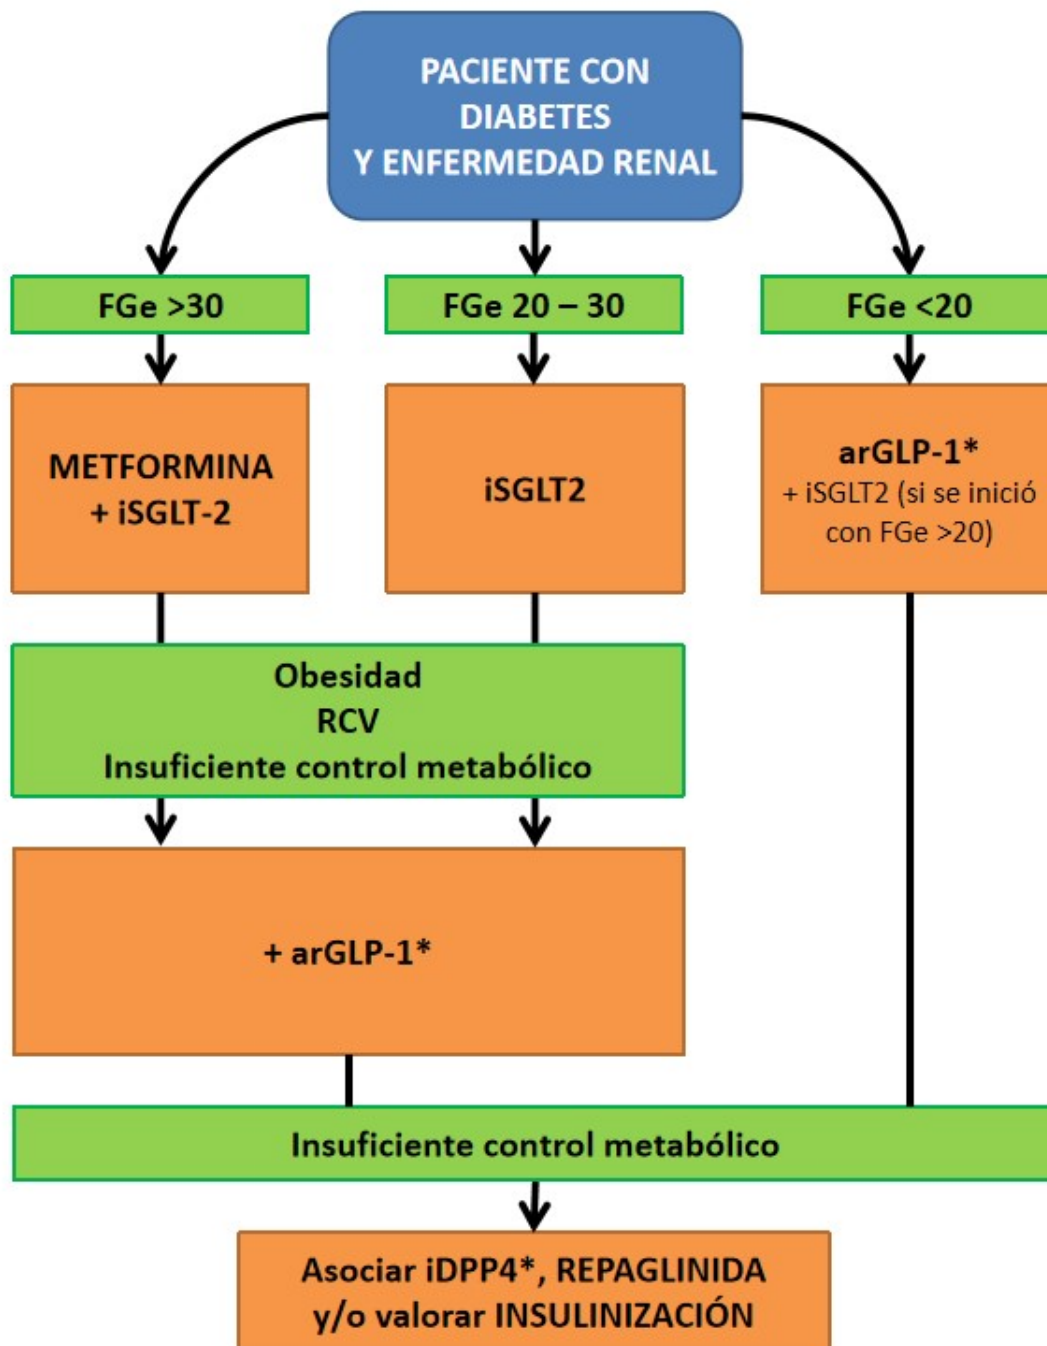 PACIENTE CON
DIABETES
Y ENFERMEDAD RENAL
FGe >30
FGe 20 – 30
FGe <20
METFORMINA
+ iSGLT-2
iSGLT2
arGLP-1*
+ iSGLT2 (si se inició
con FGe >20)
Obesidad
RCV
Insuficiente control metabólico
+ arGLP-1*
Insuficiente control metabólico
Asociar iDPP4*, REPAGLINIDA
y/o valorar INSULINIZACIÓN